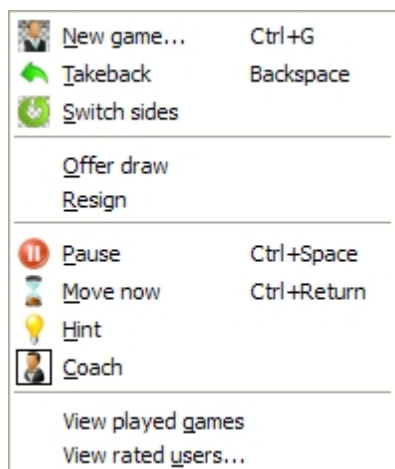 New game... Ctrl+G
Takeback Backspace
Switch sides
Offer draw
Resign
Pause Ctrl+Space
Move now Ctrl+Return
Hint
Coach
View played games
View rated users...